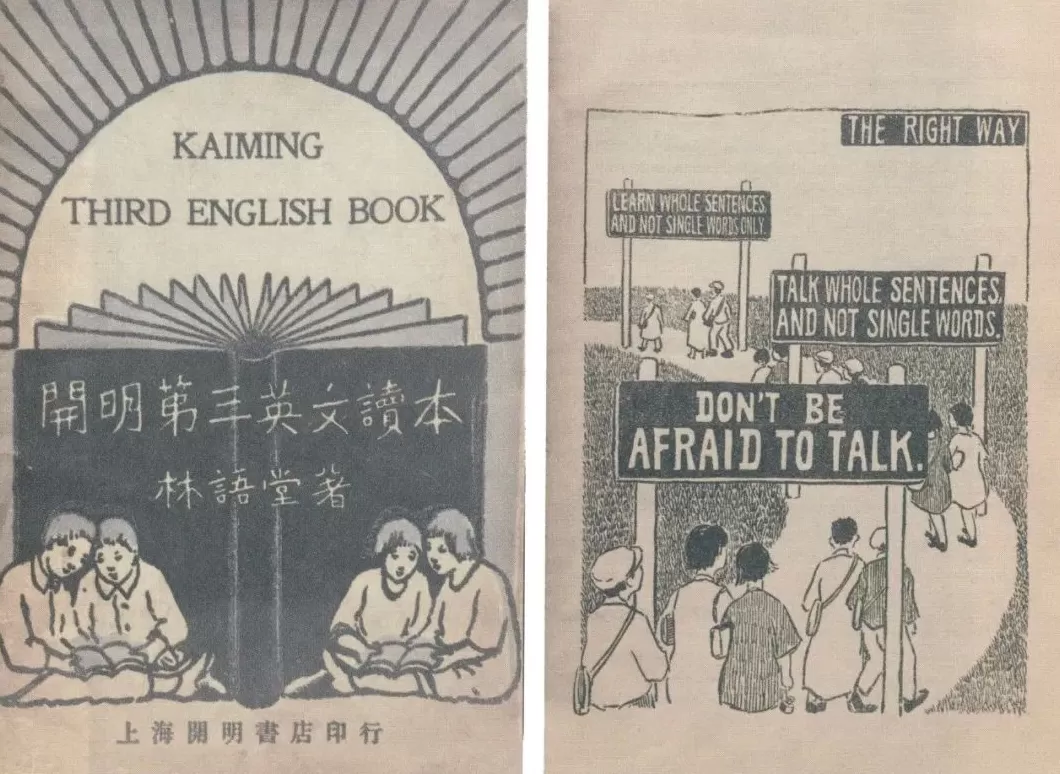 KAIMING
THIRD ENGLISH BOOK
開明第三英文讀本
林語堂著
上海開明書店印行
THE RIGHT WAY
LEARN WHOLE SENTENCES,
AND NOT SINGLE WORDS ONLY.
TALK WHOLE SENTENCES,
AND NOT SINGLE WORDS.
DON'T BE
AFRAID TO TALK.